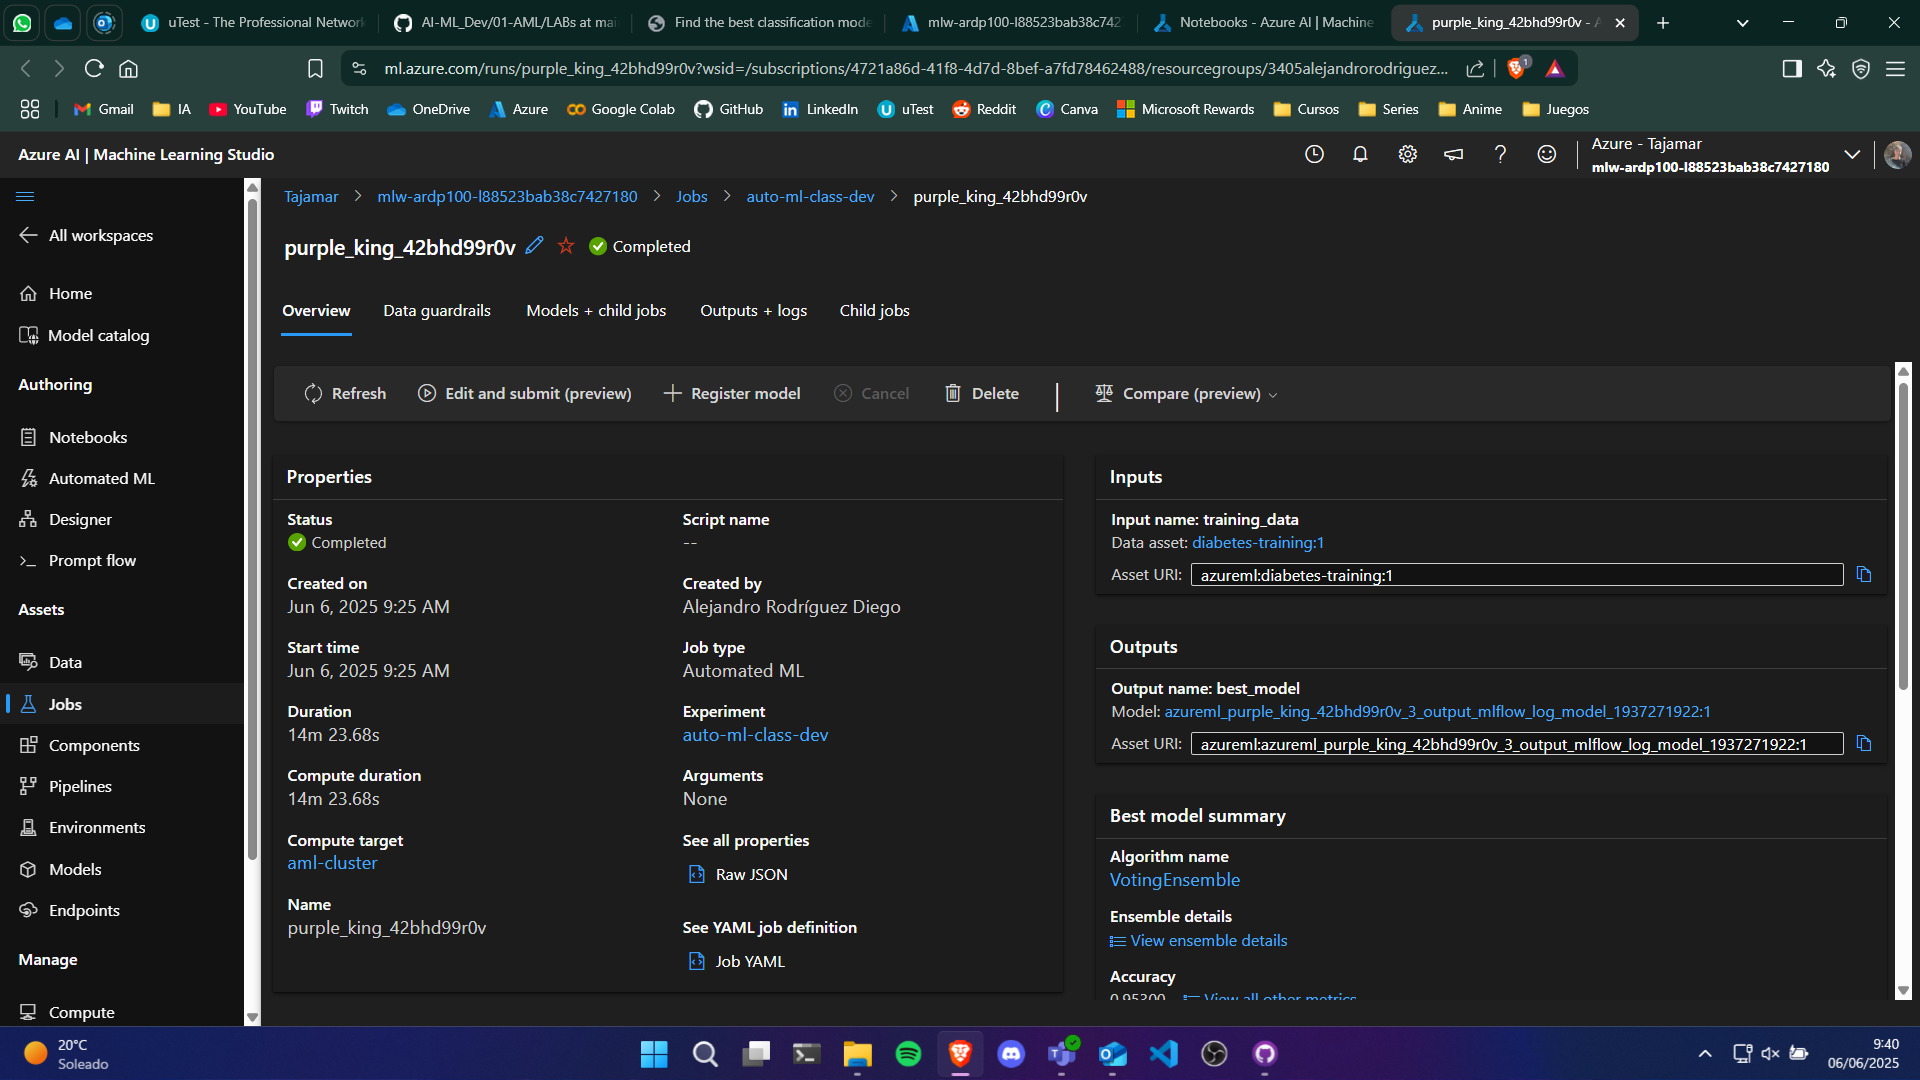 uTest - The Professional Network
AI-ML_Dev/01-AML/LABs at mai
Find the best classification mode
mlw-ardp100-l88523bab38c742
Notebooks - Azure AI | Machine
purple_king_42bhd99r0v - A
ml.azure.com/runs/purple_king_42bhd99r0v?wsid=/subscriptions/4721a86d-41f8-4d7d-8bef-a7fd78462488/resourcegroups/3405alejandrorodriguez...
1
Gmail
IA
YouTube
Twitch
OneDrive
Azure
Google Colab
GitHub
LinkedIn
uTest
Reddit
Canva
Microsoft Rewards
Cursos
Series
Anime
Juegos
Azure AI | Machine Learning Studio
Azure - Tajamar
mlw-ardp100-l88523bab38c7427180
All workspaces
Home
Model catalog
Authoring
Notebooks
Automated ML
Designer
Prompt flow
Assets
Data
Jobs
Components
Pipelines
Environments
Models
Endpoints
Manage
Compute
Tajamar > mlw-ardp100-l88523bab38c7427180 > Jobs > auto-ml-class-dev > purple_king_42bhd99r0v
purple_king_42bhd99r0v
Completed
Overview
Data guardrails
Models + child jobs
Outputs + logs
Child jobs
Refresh
Edit and submit (preview)
Register model
Cancel
Delete
Compare (preview)
Properties
Status
Completed
Created on
Jun 6, 2025 9:25 AM
Start time
Jun 6, 2025 9:25 AM
Duration
14m 23.68s
Compute duration
14m 23.68s
Compute target
aml-cluster
Name
purple_king_42bhd99r0v
Script name
--
Created by
Alejandro Rodríguez Diego
Job type
Automated ML
Experiment
auto-ml-class-dev
Arguments
None
See all properties
Raw JSON
See YAML job definition
Job YAML
Inputs
Input name: training_data
Data asset: diabetes-training:1
Asset URI: azureml:diabetes-training:1
Outputs
Output name: best_model
Model: azureml_purple_king_42bhd99r0v_3_output_mlflow_log_model_1937271922:1
Asset URI: azureml:azureml_purple_king_42bhd99r0v_3_output_mlflow_log_model_1937271922:1
Best model summary
Algorithm name
VotingEnsemble
Ensemble details
View ensemble details
Accuracy
0.95300 View all other metrics
20°C
Soleado
9:40
06/06/2025